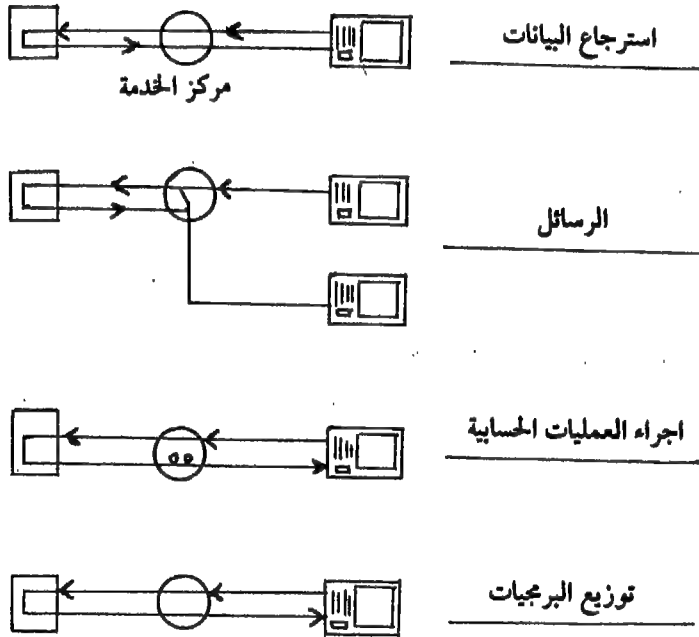 استرجاع البيانات
مركز الخدمة
الرسائل
اجراء العمليات الحسابية
توزيع البرمجيات